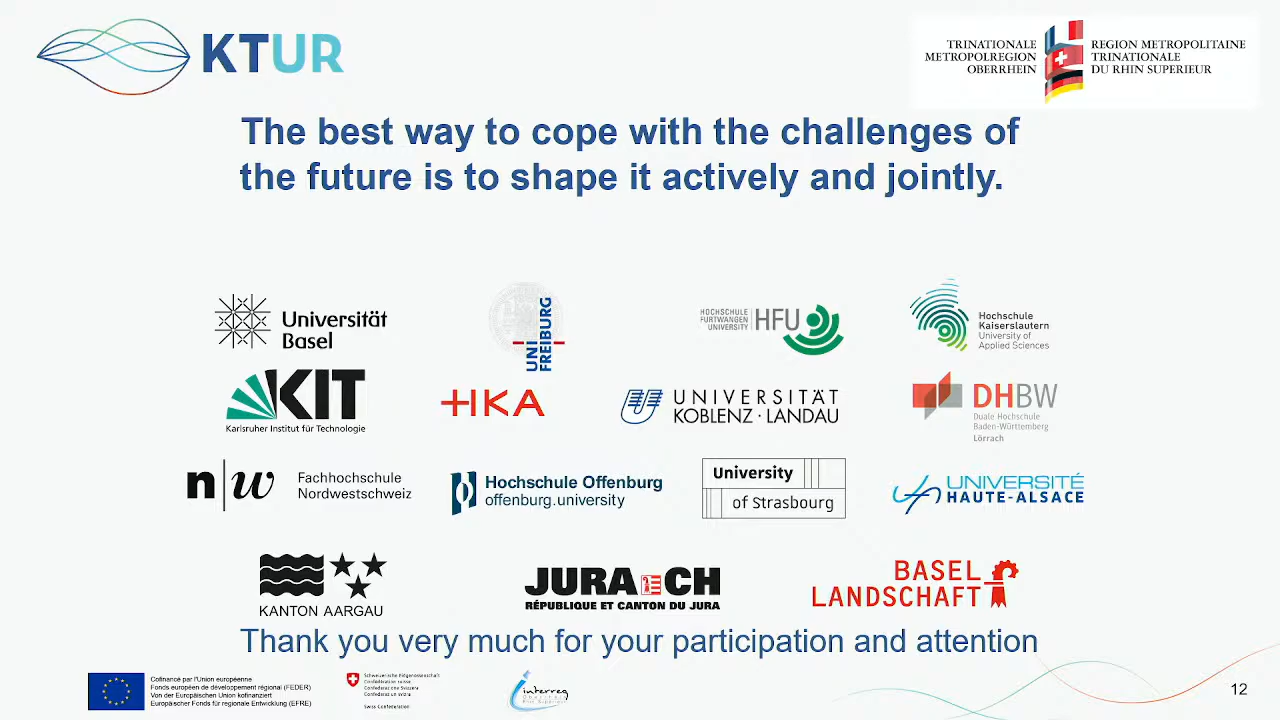 KTUR
TRINATIONALE
METROPOLREGION
OBERRHEIN
REGION METROPOLITAINE
TRINATIONALE
DU RHIN SUPERIEUR
The best way to cope with the challenges of
the future is to shape it actively and jointly.
Universität
Basel
UNI
FREIBURG
HOCHSCHULE
FURTWANGEN
UNIVERSITY
HFU
Hochschule
Kaiserslautern
University of
Applied Sciences
KIT
Karlsruher Institut für Technologie
HKA
UNIVERSITÄT
KOBLENZ · LANDAU
DHBW
Duale Hochschule
Baden-Württemberg
Lörrach
n w
Fachhochschule
Nordwestschweiz
Hochschule Offenburg
offenburg.university
University
of Strasbourg
UNIVERSITÉ
HAUTE-ALSACE
KANTON AARGAU
JURA CH
RÉPUBLIQUE ET CANTON DU JURA
BASEL
LANDSCHAFT
Thank you very much for your participation and attention
Cofinancé par l'Union européenne
Fonds européen de développement régional (FEDER)
Von der Europäischen Union kofinanziert
Europäischer Fonds für regionale Entwicklung (EFRE)
Schweizerische Eidgenossenschaft
Confédération suisse
Confederazione Svizzera
Confederaziun svizra
Swiss Confederation
interreg
Oberrhein
Rhin Supérieur
12